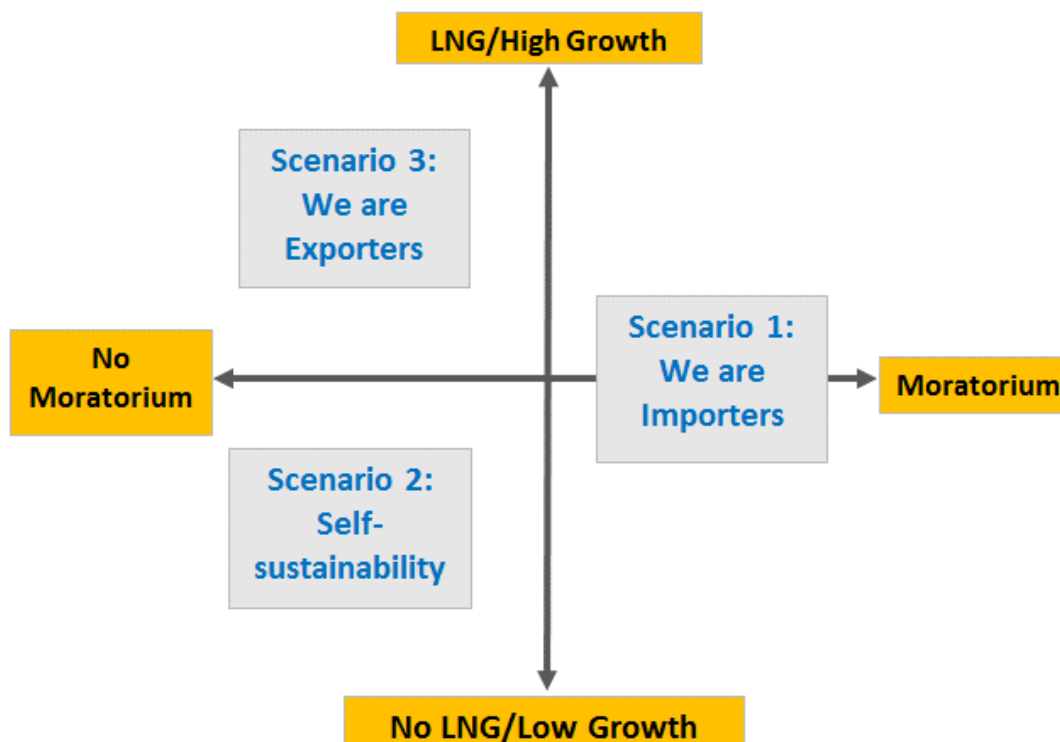 LNG/High Growth
Scenario 3:
We are
Exporters
Scenario 1:
We are
Importers
No
Moratorium
Moratorium
Scenario 2:
Self-
sustainability
No LNG/Low Growth